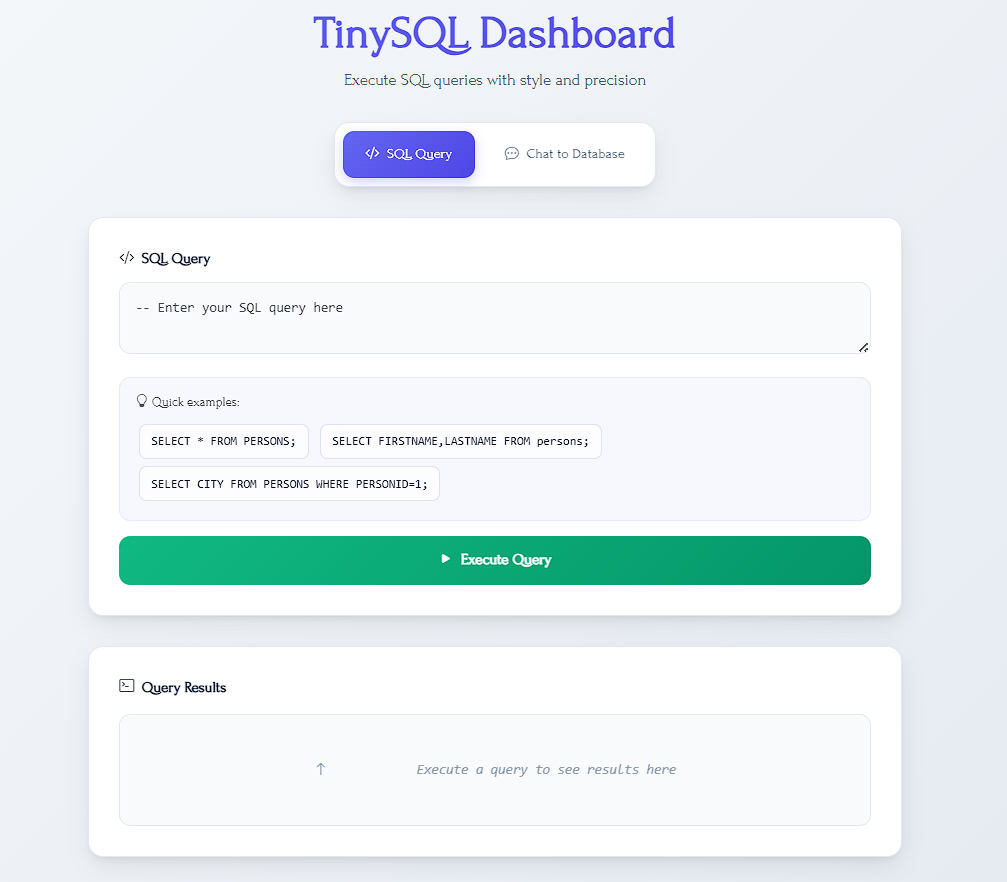 TinySQL Dashboard
Execute SQL queries with style and precision
</> SQL Query
Chat to Database
</> SQL Query
-- Enter your SQL query here
Quick examples:
SELECT * FROM PERSONS;
SELECT FIRSTNAME,LASTNAME FROM persons;
SELECT CITY FROM PERSONS WHERE PERSONID=1;
Execute Query
Query Results
↑ Execute a query to see results here